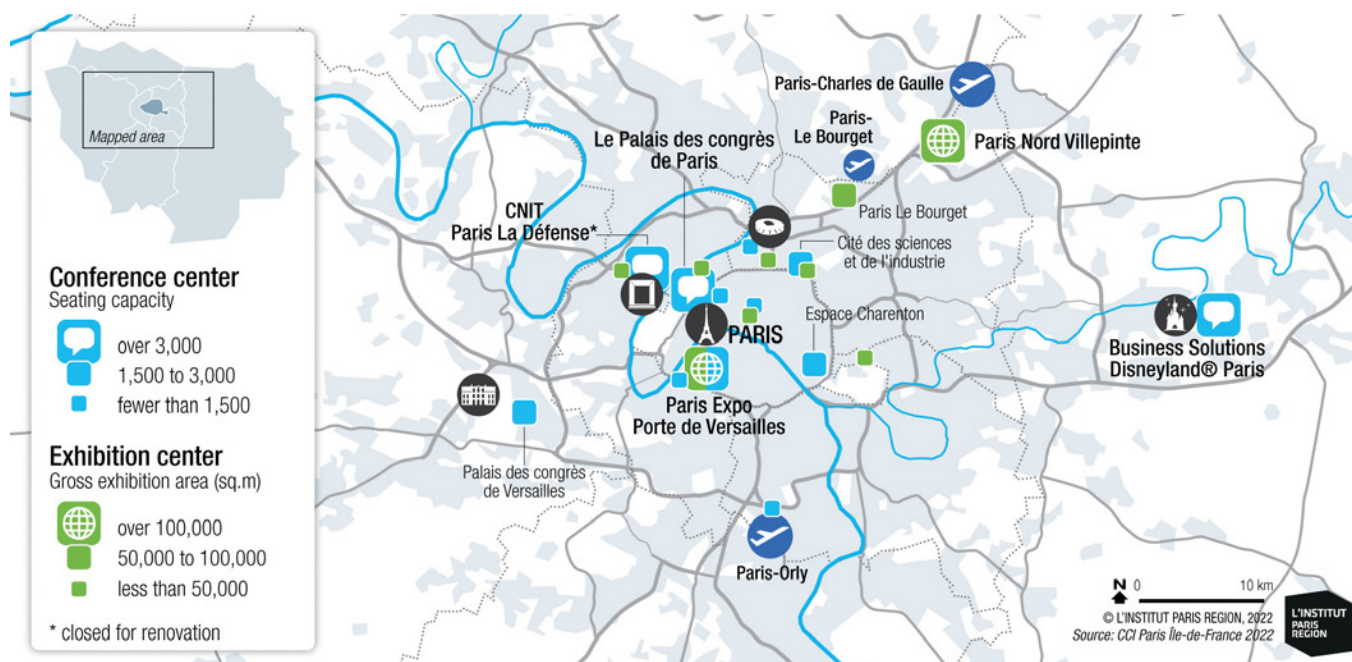 Mapped area
Conference center
Seating capacity
over 3,000
1,500 to 3,000
fewer than 1,500
Exhibition center
Gross exhibition area (sq.m)
over 100,000
50,000 to 100,000
less than 50,000
* closed for renovation
Paris-Charles de Gaulle
Paris-
Le Bourget
Paris Nord Villepinte
Le Palais des congrès
de Paris
Paris Le Bourget
CNIT
Paris La Défense*
Cité des sciences
et de l'industrie
Espace Charenton
PARIS
Business Solutions
Disneyland® Paris
Paris Expo
Porte de Versailles
Palais des congrès
de Versailles
Paris-Orly
N 0 10 km
© L'INSTITUT PARIS REGION, 2022
Source: CCI Paris Île-de-France 2022
L'INSTITUT
PARIS
REGION